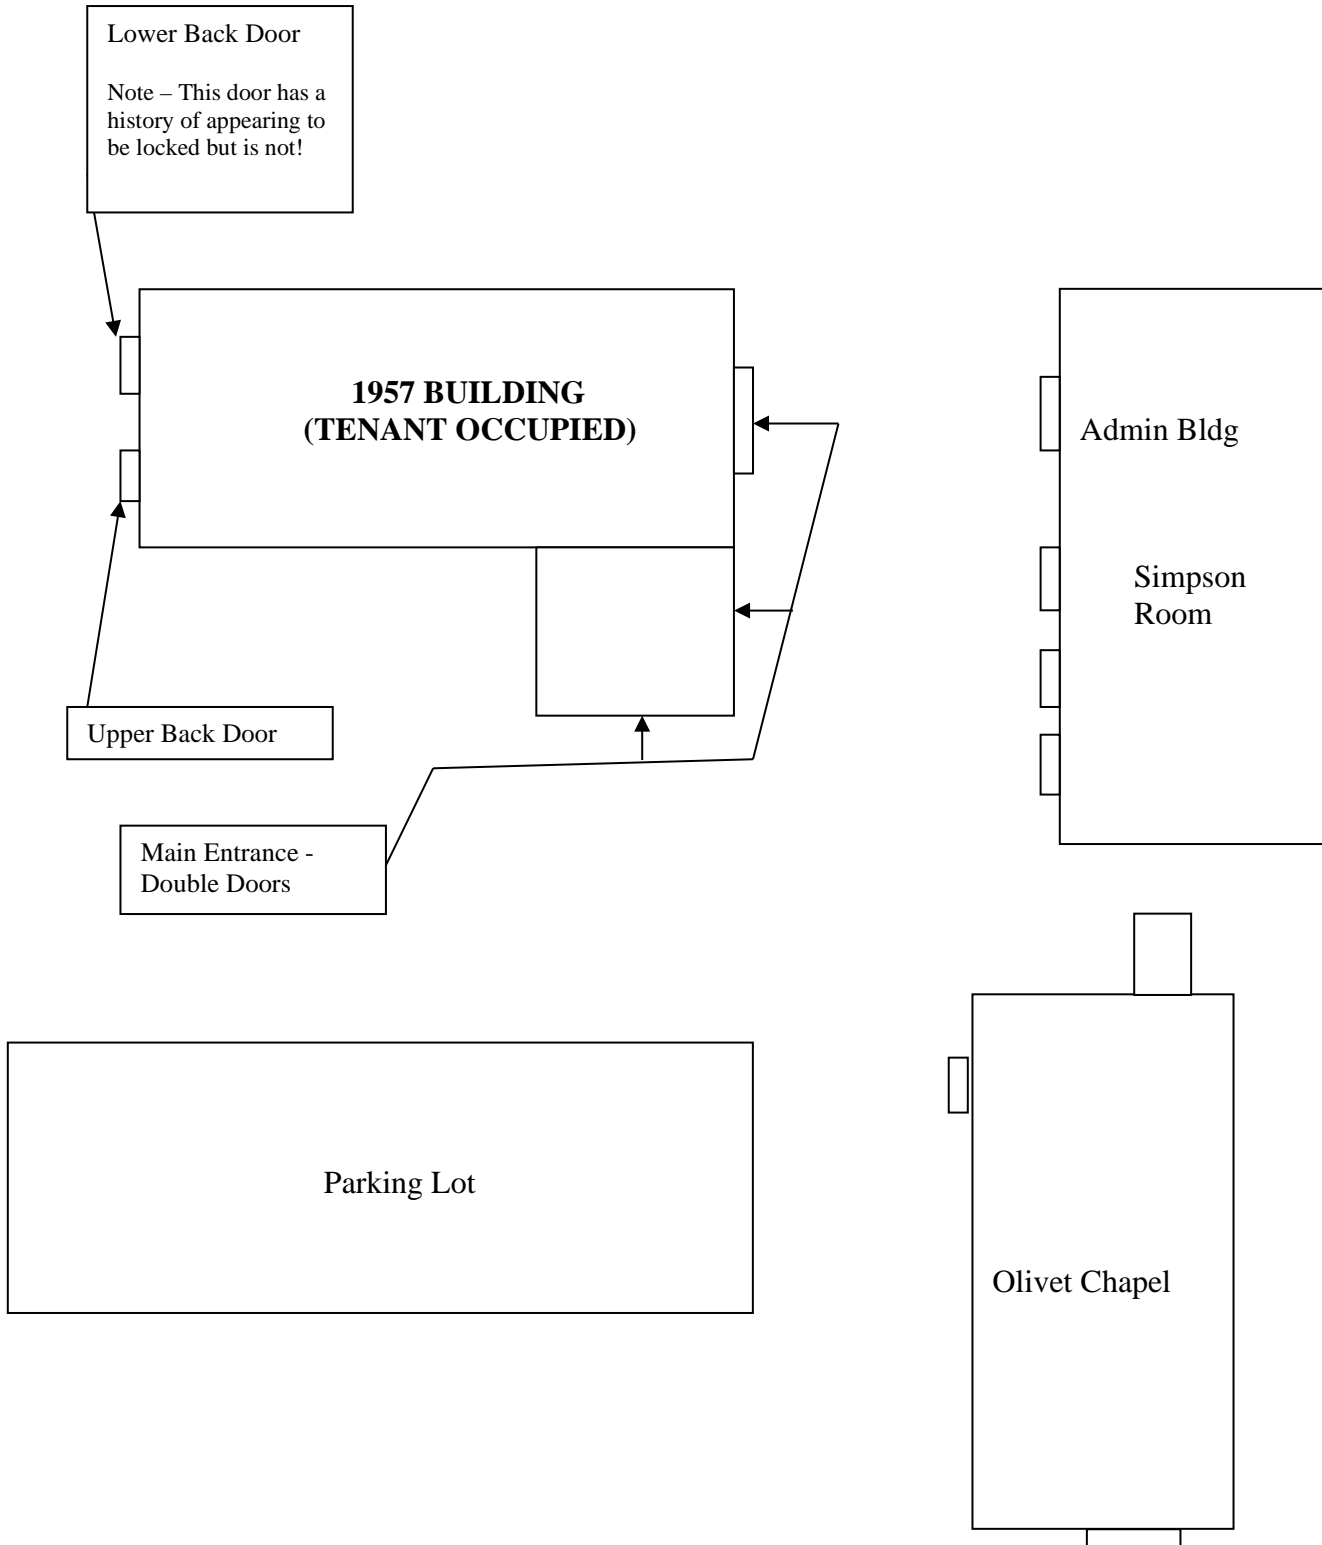 Lower Back Door
Note – This door has a
history of appearing to
be locked but is not!
1957 BUILDING
(TENANT OCCUPIED)
Admin Bldg
Simpson
Room
Upper Back Door
Main Entrance -
Double Doors
Parking Lot
Olivet Chapel